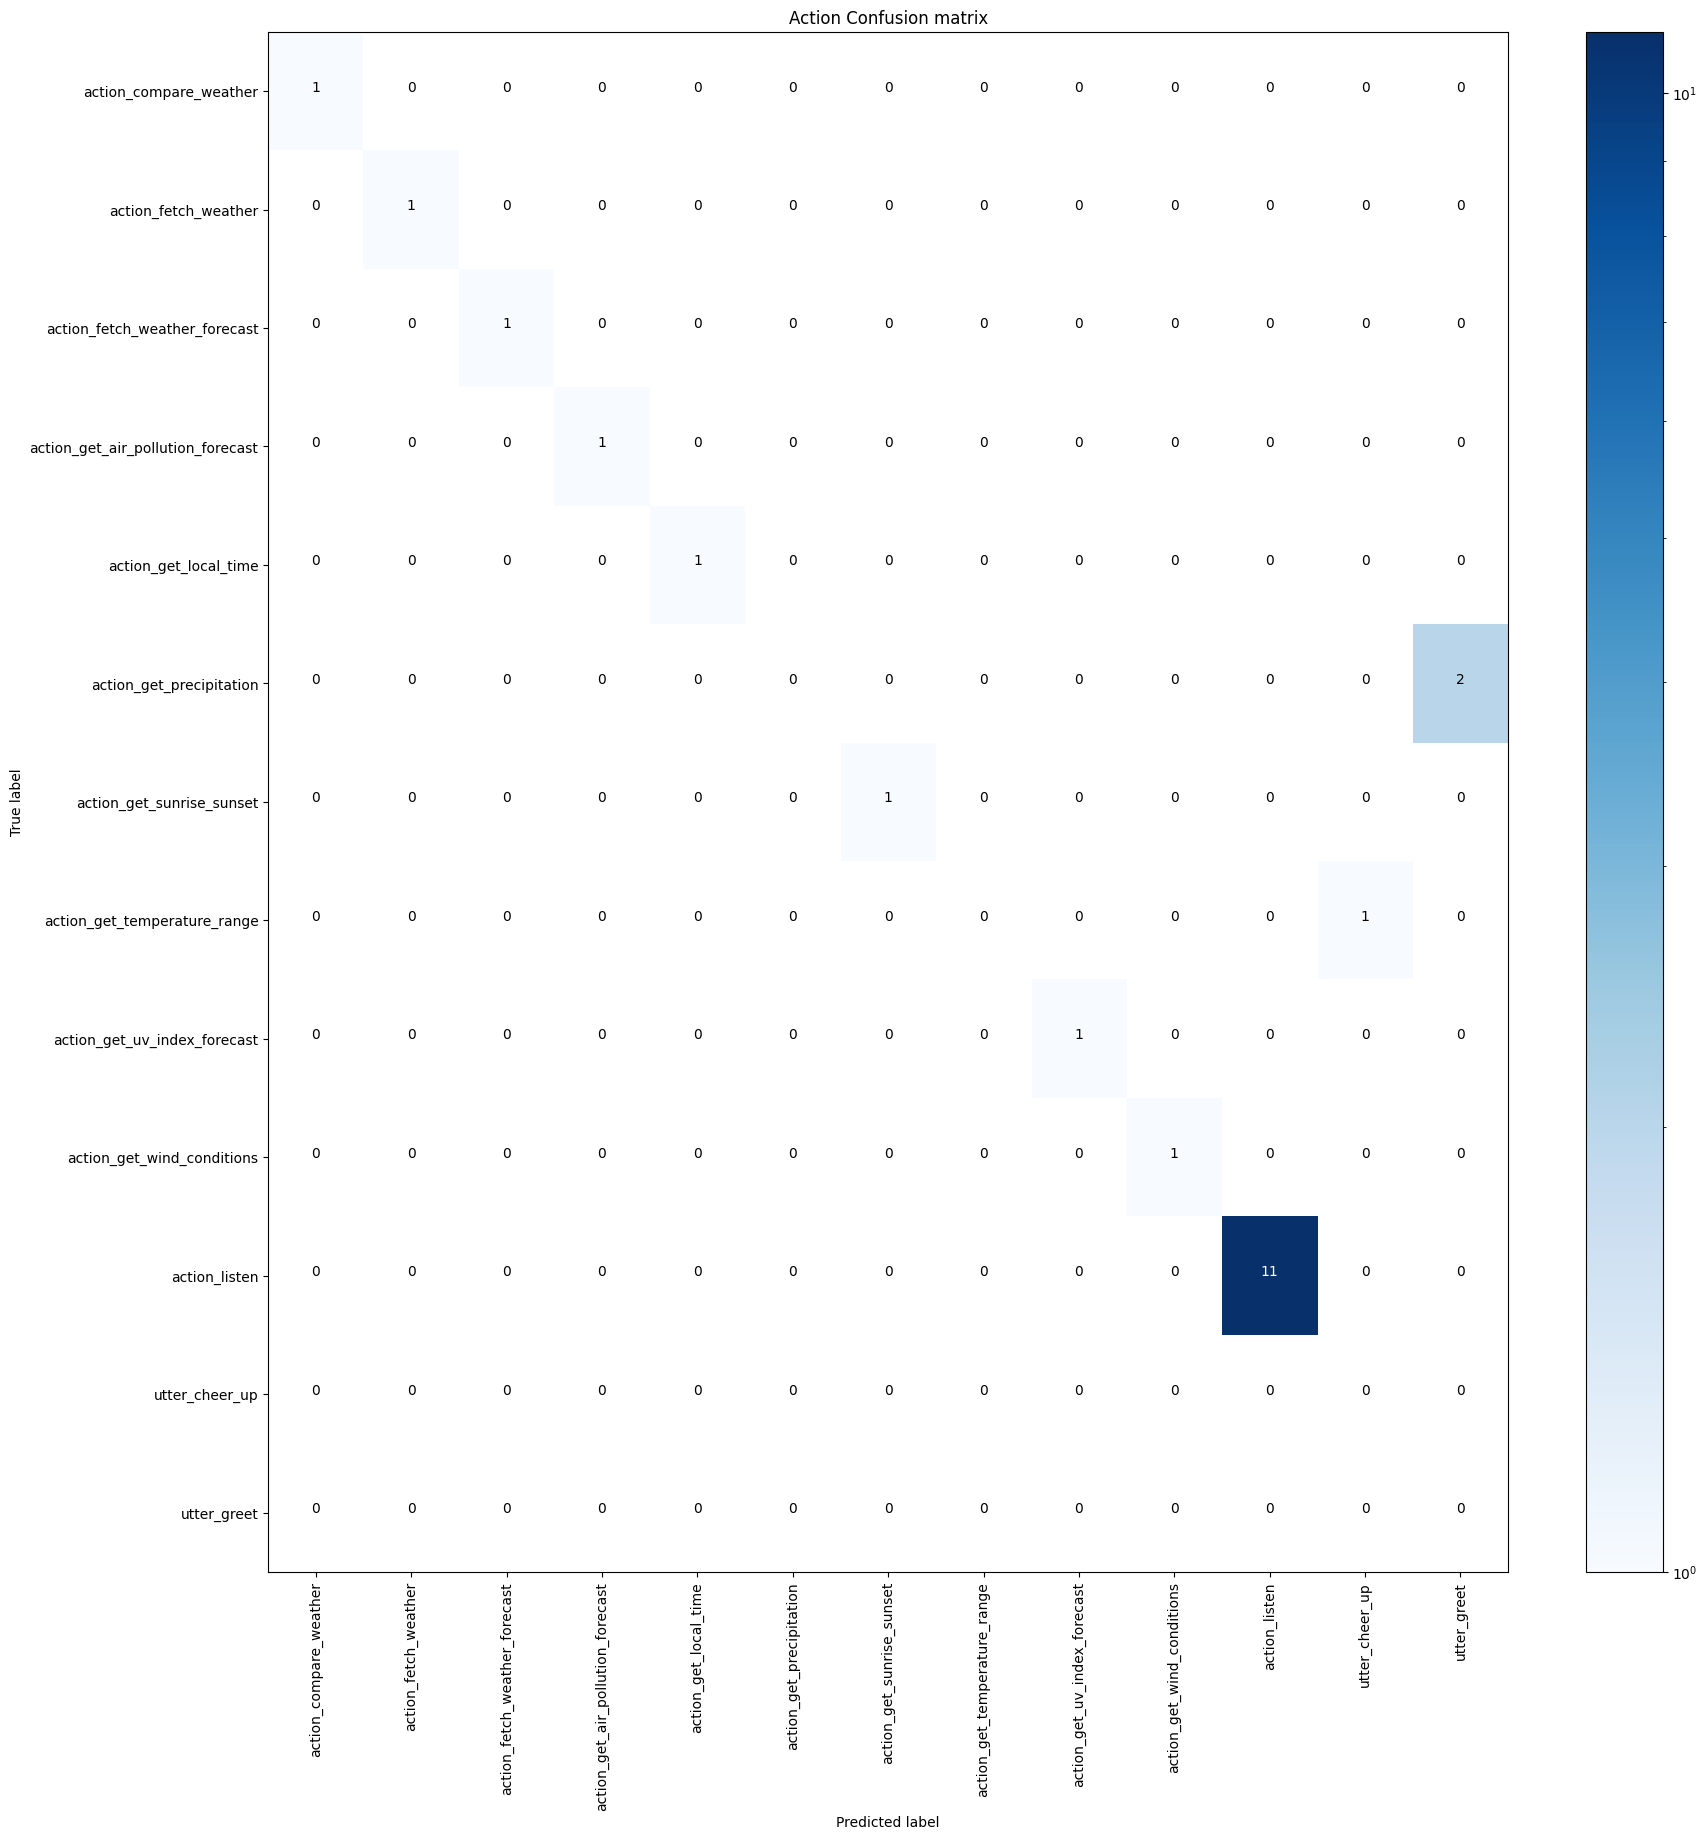 Action Confusion matrix
action_compare_weather 1 0 0 0 0 0 0 0 0 0 0 0 0
action_fetch_weather 0 1 0 0 0 0 0 0 0 0 0 0 0
action_fetch_weather_forecast 0 0 1 0 0 0 0 0 0 0 0 0 0
action_get_air_pollution_forecast 0 0 0 1 0 0 0 0 0 0 0 0 0
action_get_local_time 0 0 0 0 1 0 0 0 0 0 0 0 0
action_get_precipitation 0 0 0 0 0 0 0 0 0 0 0 0 2
action_get_sunrise_sunset 0 0 0 0 0 0 1 0 0 0 0 0 0
action_get_temperature_range 0 0 0 0 0 0 0 0 0 0 0 1 0
action_get_uv_index_forecast 0 0 0 0 0 0 0 0 1 0 0 0 0
action_get_wind_conditions 0 0 0 0 0 0 0 0 0 1 0 0 0
action_listen 0 0 0 0 0 0 0 0 0 0 11 0 0
utter_cheer_up 0 0 0 0 0 0 0 0 0 0 0 0 0
utter_greet 0 0 0 0 0 0 0 0 0 0 0 0 0
True label
action_compare_weather
action_fetch_weather
action_fetch_weather_forecast
action_get_air_pollution_forecast
action_get_local_time
action_get_precipitation
action_get_sunrise_sunset
action_get_temperature_range
action_get_uv_index_forecast
action_get_wind_conditions
action_listen
utter_cheer_up
utter_greet
Predicted label
10¹
10⁰